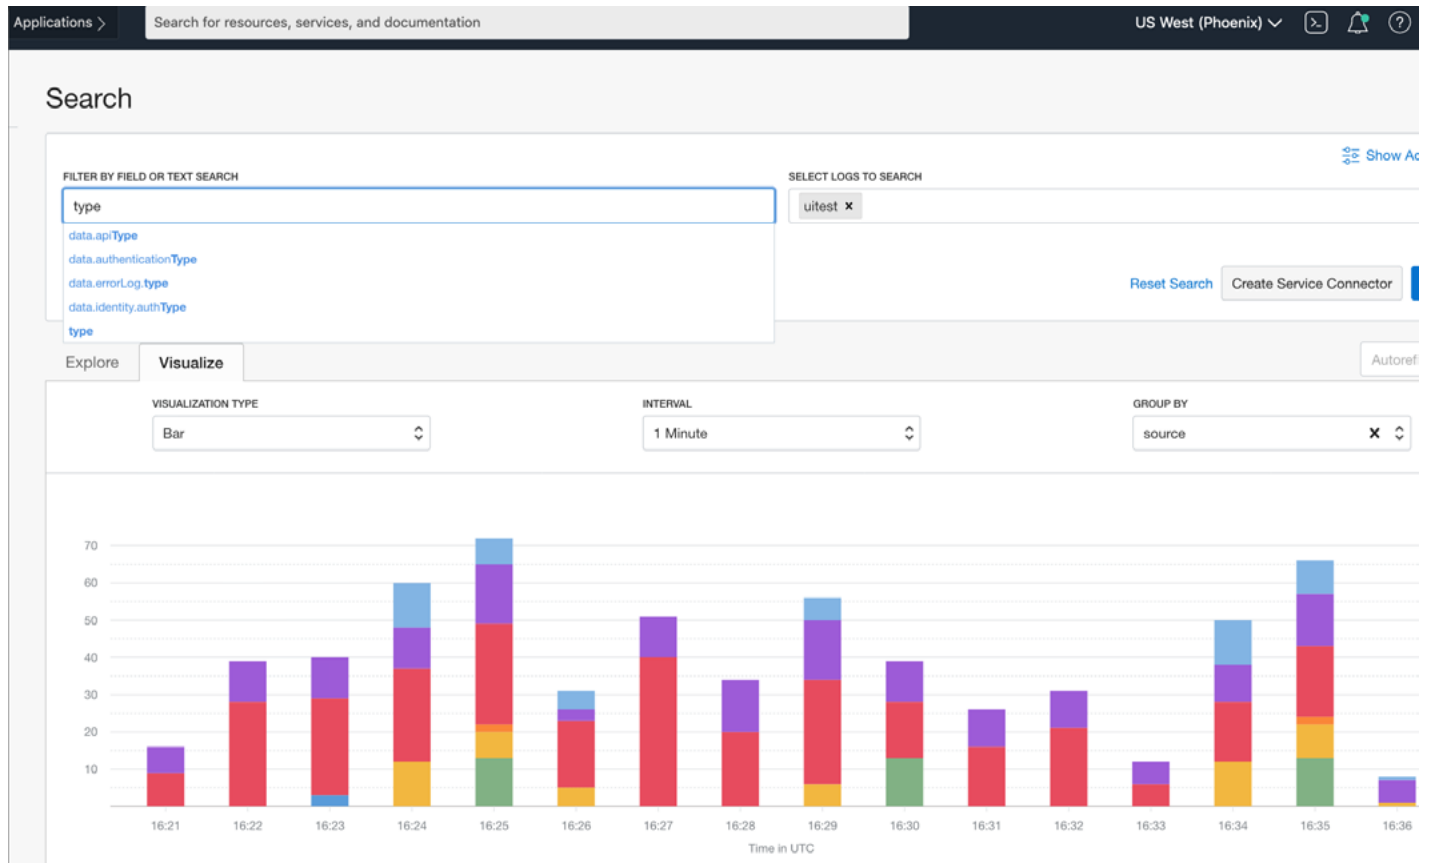 Applications
Search for resources, services, and documentation
US West (Phoenix)
Search
Show Ac
FILTER BY FIELD OR TEXT SEARCH
SELECT LOGS TO SEARCH
type
uitest ×
data.apiType
data.authenticationType
data.errorLog.type
data.identity.authType
type
Reset Search
Create Service Connector
Explore
Visualize
Autoref
VISUALIZATION TYPE
INTERVAL
GROUP BY
Bar
1 Minute
source ×
70
60
50
40
30
20
10
16:21 16:22 16:23 16:24 16:25 16:26 16:27 16:28 16:29 16:30 16:31 16:32 16:33 16:34 16:35 16:36
Time in UTC